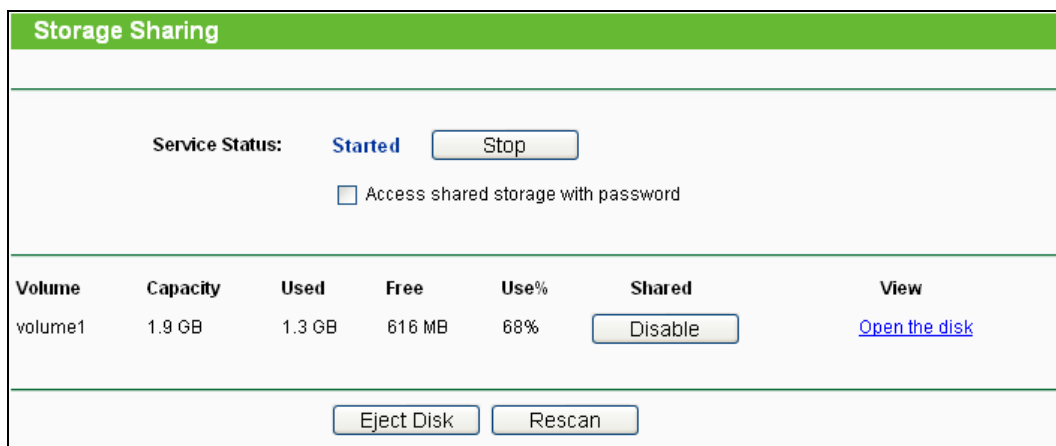 Storage Sharing
Service Status: Started Stop
Access shared storage with password
Volume Capacity Used Free Use% Shared View
volume1 1.9 GB 1.3 GB 616 MB 68% Disable Open the disk
Eject Disk Rescan